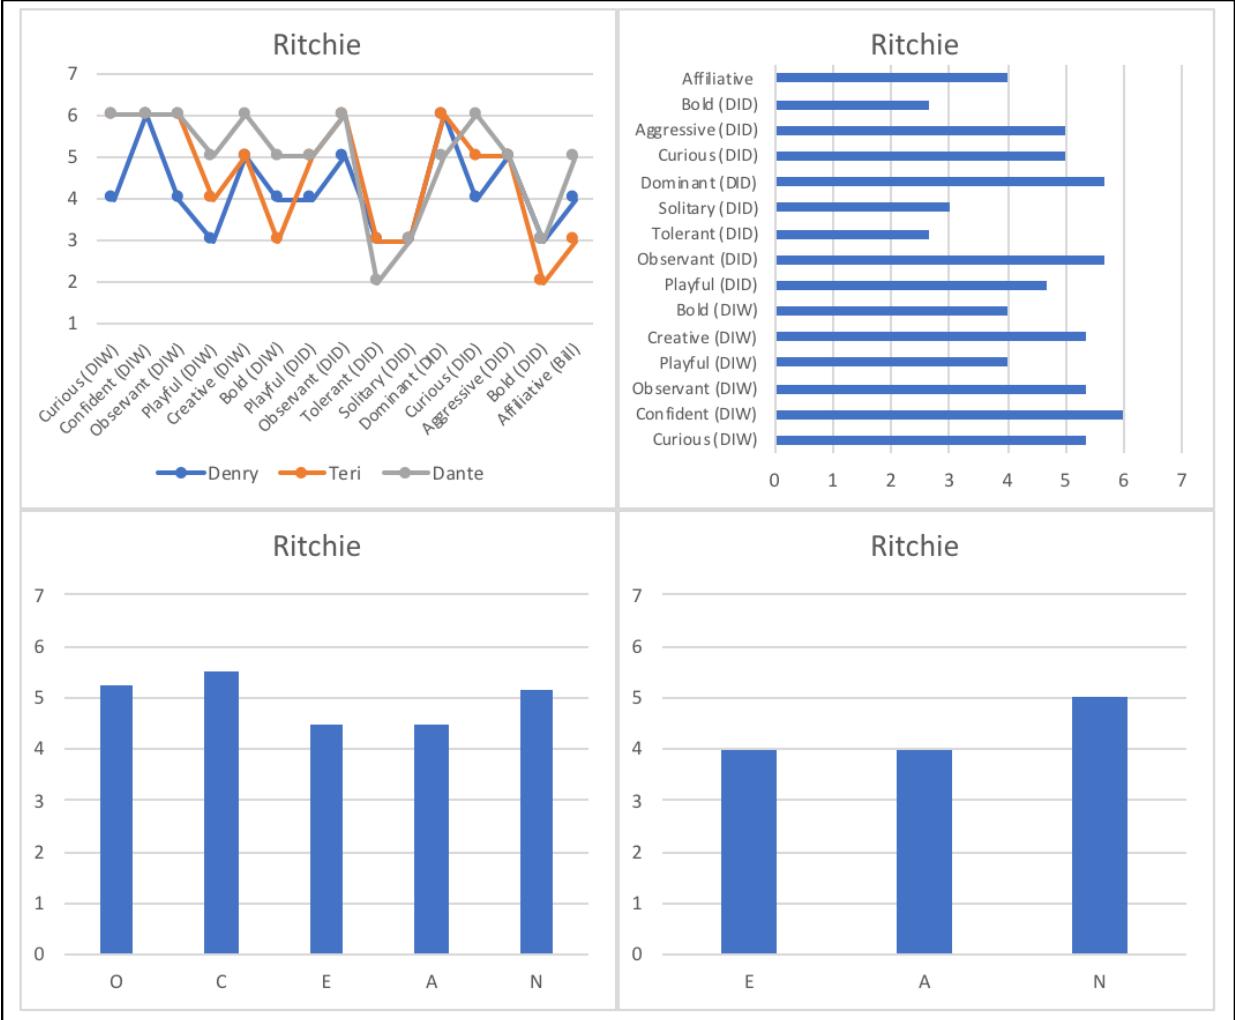 Ritchie
7
6
5
4
3
2
1
Curious (DIW)
Confident (DIW)
Observant (DIW)
Playful (DIW)
Creative (DIW)
Bold (DIW)
Playful (DID)
Observant (DID)
Tolerant (DID)
Solitary (DID)
Dominant (DID)
Curious (DID)
Aggressive (DID)
Bold (DID)
Affiliative (Bill)
Denry Teri Dante
Ritchie
Affiliative
Bold (DID)
Aggressive (DID)
Curious (DID)
Dominant (DID)
Solitary (DID)
Tolerant (DID)
Observant (DID)
Playful (DID)
Bold (DIW)
Creative (DIW)
Playful (DIW)
Observant (DIW)
Confident (DIW)
Curious (DIW)
0 1 2 3 4 5 6 7
Ritchie
7
6
5
4
3
2
1
0
O C E A N
Ritchie
7
6
5
4
3
2
1
0
E A N